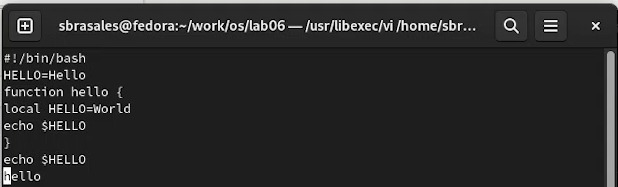 sbrasales@fedora:~/work/os/lab06 — /usr/libexec/vi /home/sbr...
#!/bin/bash
HELLO=Hello
function hello {
local HELLO=World
echo $HELLO
}
echo $HELLO
hello